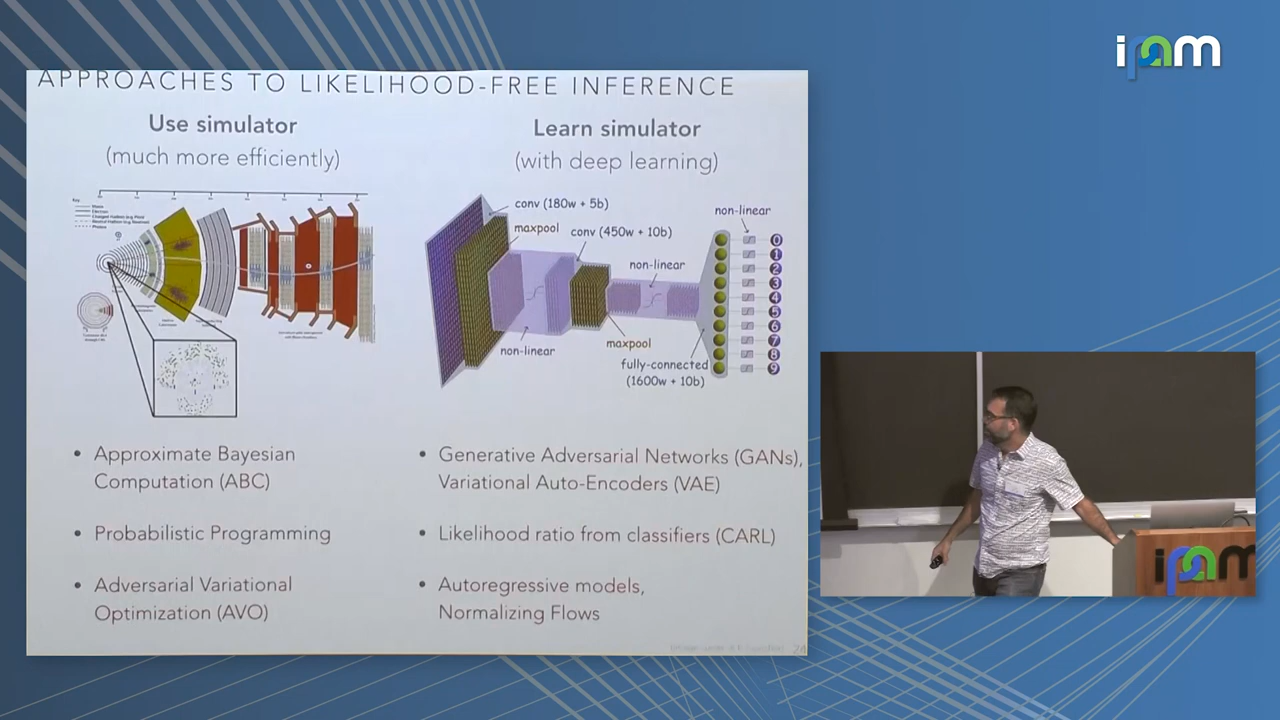 ipam
APPROACHES TO LIKELIHOOD-FREE INFERENCE
Use simulator
(much more efficiently)
Learn simulator
(with deep learning)
conv (180w + 5b)
maxpool
conv (450w + 10b)
non-linear
non-linear
non-linear
maxpool
fully-connected
(1600w + 10b)
0
1
2
3
4
5
6
7
8
9
• Approximate Bayesian
Computation (ABC)
• Probabilistic Programming
• Adversarial Variational
Optimization (AVO)
• Generative Adversarial Networks (GANs),
Variational Auto-Encoders (VAE)
• Likelihood ratio from classifiers (CARL)
• Autoregressive models,
Normalizing Flows
ipam